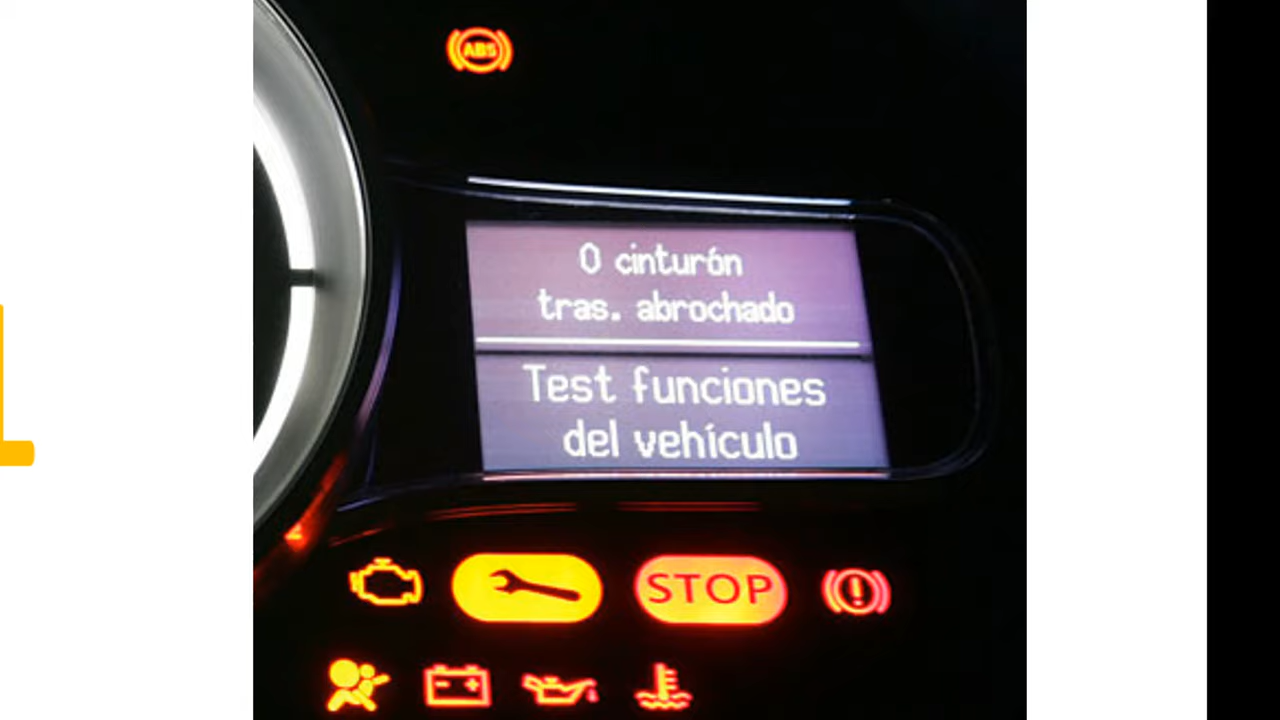 ABS
0 cinturón
tras. abrochado
Test funciones
del vehículo
STOP